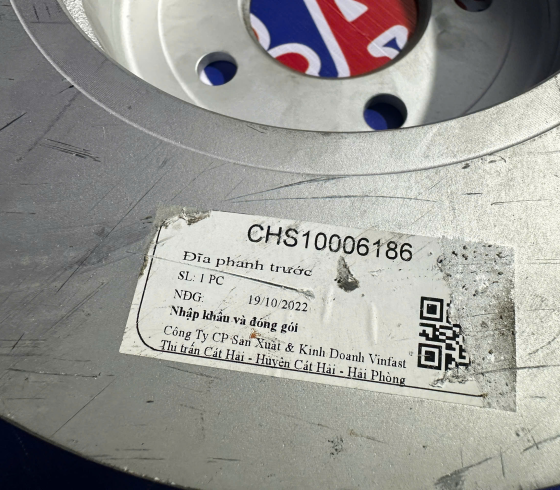 CHS10006186
Đĩa phanh trước
SL: 1 PC
NĐG: 19/10/2022
Nhập khẩu và đóng gói
Công Ty CP Sản Xuất & Kinh Doanh Vinfast
Thị trấn Cát Hải - Huyện Cát Hải - Hải Phòng